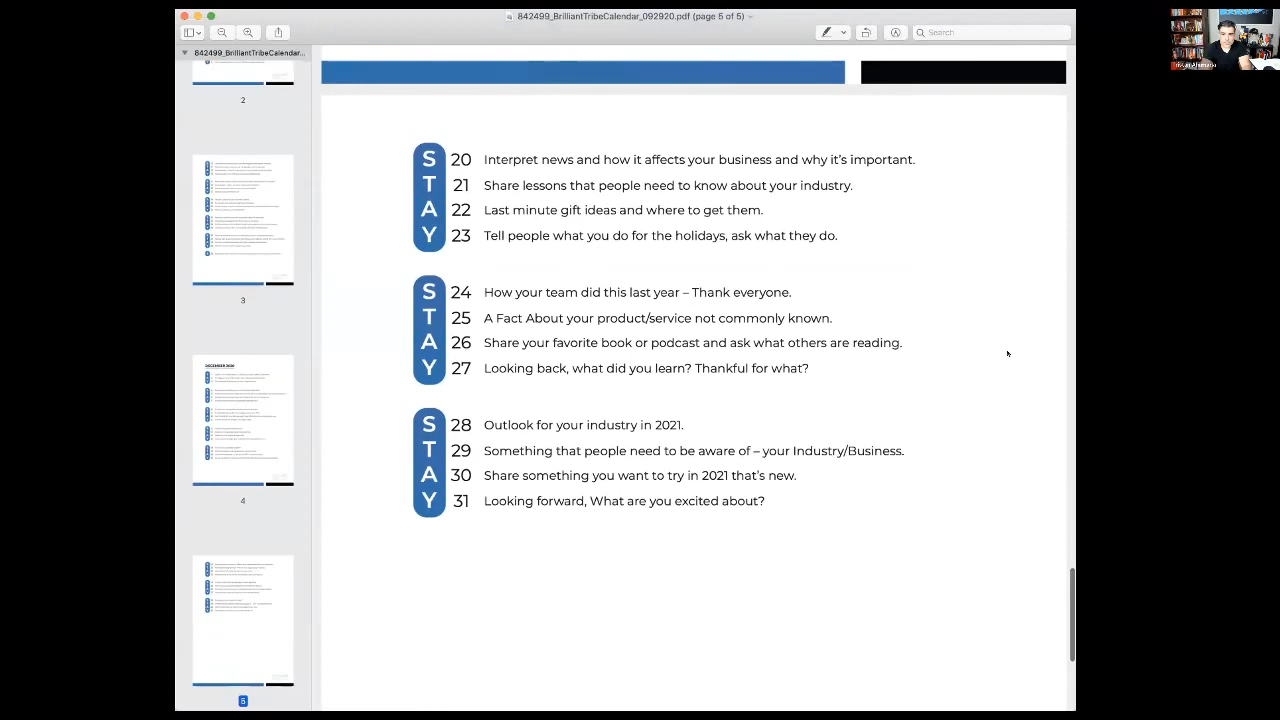 842499_BrilliantTribeCalendar_092920.pdf (page 5 of 5)
Search
842499_BrilliantTribeCalendar...
2
3
DECEMBER 2020
4
5
S 20 Interpret news and how it affects your business and why it's important.
T 21 lesson that people need to know about your industry.
A 22 Last minute gift ideas and to get them.
Y 23 Tell people what you do for the holidays, ask what they do.
S 24 How your team did this last year – Thank everyone.
T 25 A Fact About your product/service not commonly known.
A 26 Share your favorite book or podcast and ask what others are reading.
Y 27 Looking back, what did you ? Thankful for what?
S 28 Outlook for your industry in 2021.
T 29 Something that people need to be aware of – your Industry/Business.
A 30 Share something you want to try in 2021 that's new.
Y 31 Looking forward, What are you excited about?